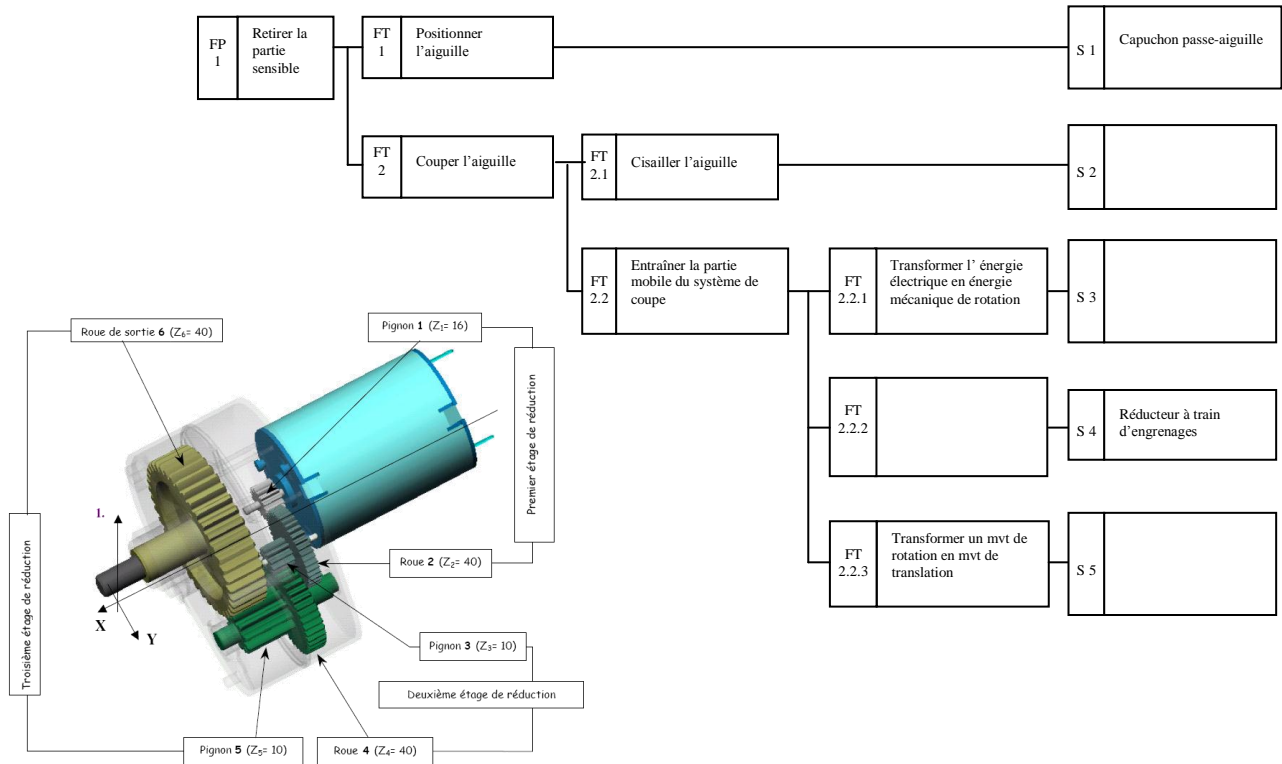 FP
1
Retirer la
partie
sensible
FT
1
Positionner
l'aiguille
S 1
Capuchon passe-aiguille
FT
2
Couper l'aiguille
FT
2.1
Cisailler l'aiguille
S 2
FT
2.2
Entraîner la partie
mobile du système de
coupe
FT
2.2.1
Transformer l' énergie
électrique en énergie
mécanique de rotation
S 3
FT
2.2.2
S 4
Réducteur à train
d'engrenages
FT
2.2.3
Transformer un mvt de
rotation en mvt de
translation
S 5
Roue de sortie 6 (Z₆= 40)
Pignon 1 (Z₁= 16)
Premier étage de réduction
Roue 2 (Z₂= 40)
Pignon 3 (Z₃= 10)
Deuxième étage de réduction
Roue 4 (Z₄= 40)
Pignon 5 (Z₅= 10)
Troisième étage de réduction
1.
X
Y